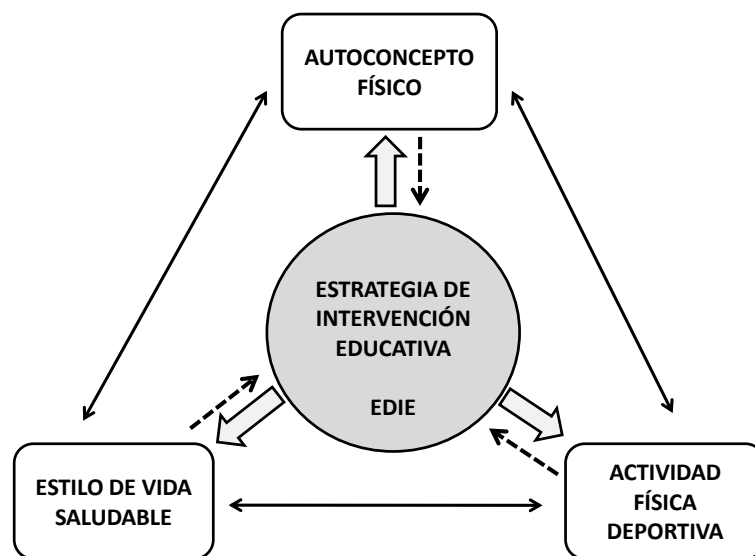 AUTOCONCEPTO
FÍSICO
ESTRATEGIA DE
INTERVENCIÓN
EDUCATIVA
EDIE
ESTILO DE VIDA
SALUDABLE
ACTIVIDAD
FÍSICA
DEPORTIVA